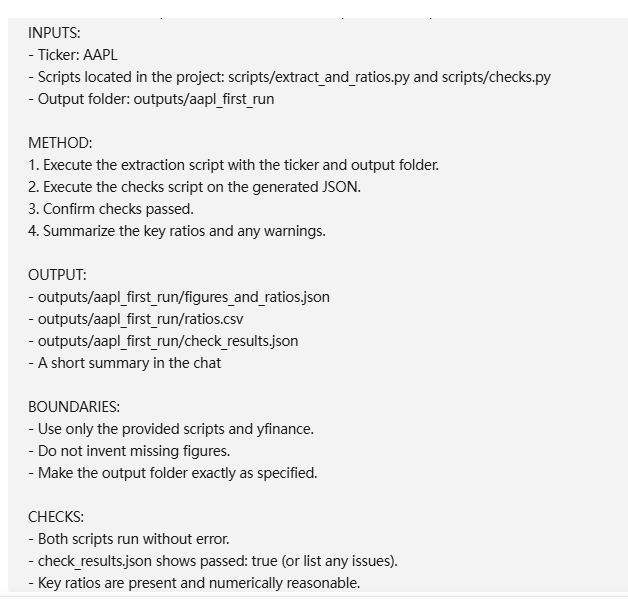 INPUTS:
- Ticker: AAPL
- Scripts located in the project: scripts/extract_and_ratios.py and scripts/checks.py
- Output folder: outputs/aapl_first_run
METHOD:
1. Execute the extraction script with the ticker and output folder.
2. Execute the checks script on the generated JSON.
3. Confirm checks passed.
4. Summarize the key ratios and any warnings.
OUTPUT:
- outputs/aapl_first_run/figures_and_ratios.json
- outputs/aapl_first_run/ratios.csv
- outputs/aapl_first_run/check_results.json
- A short summary in the chat
BOUNDARIES:
- Use only the provided scripts and yfinance.
- Do not invent missing figures.
- Make the output folder exactly as specified.
CHECKS:
- Both scripts run without error.
- check_results.json shows passed: true (or list any issues).
- Key ratios are present and numerically reasonable.